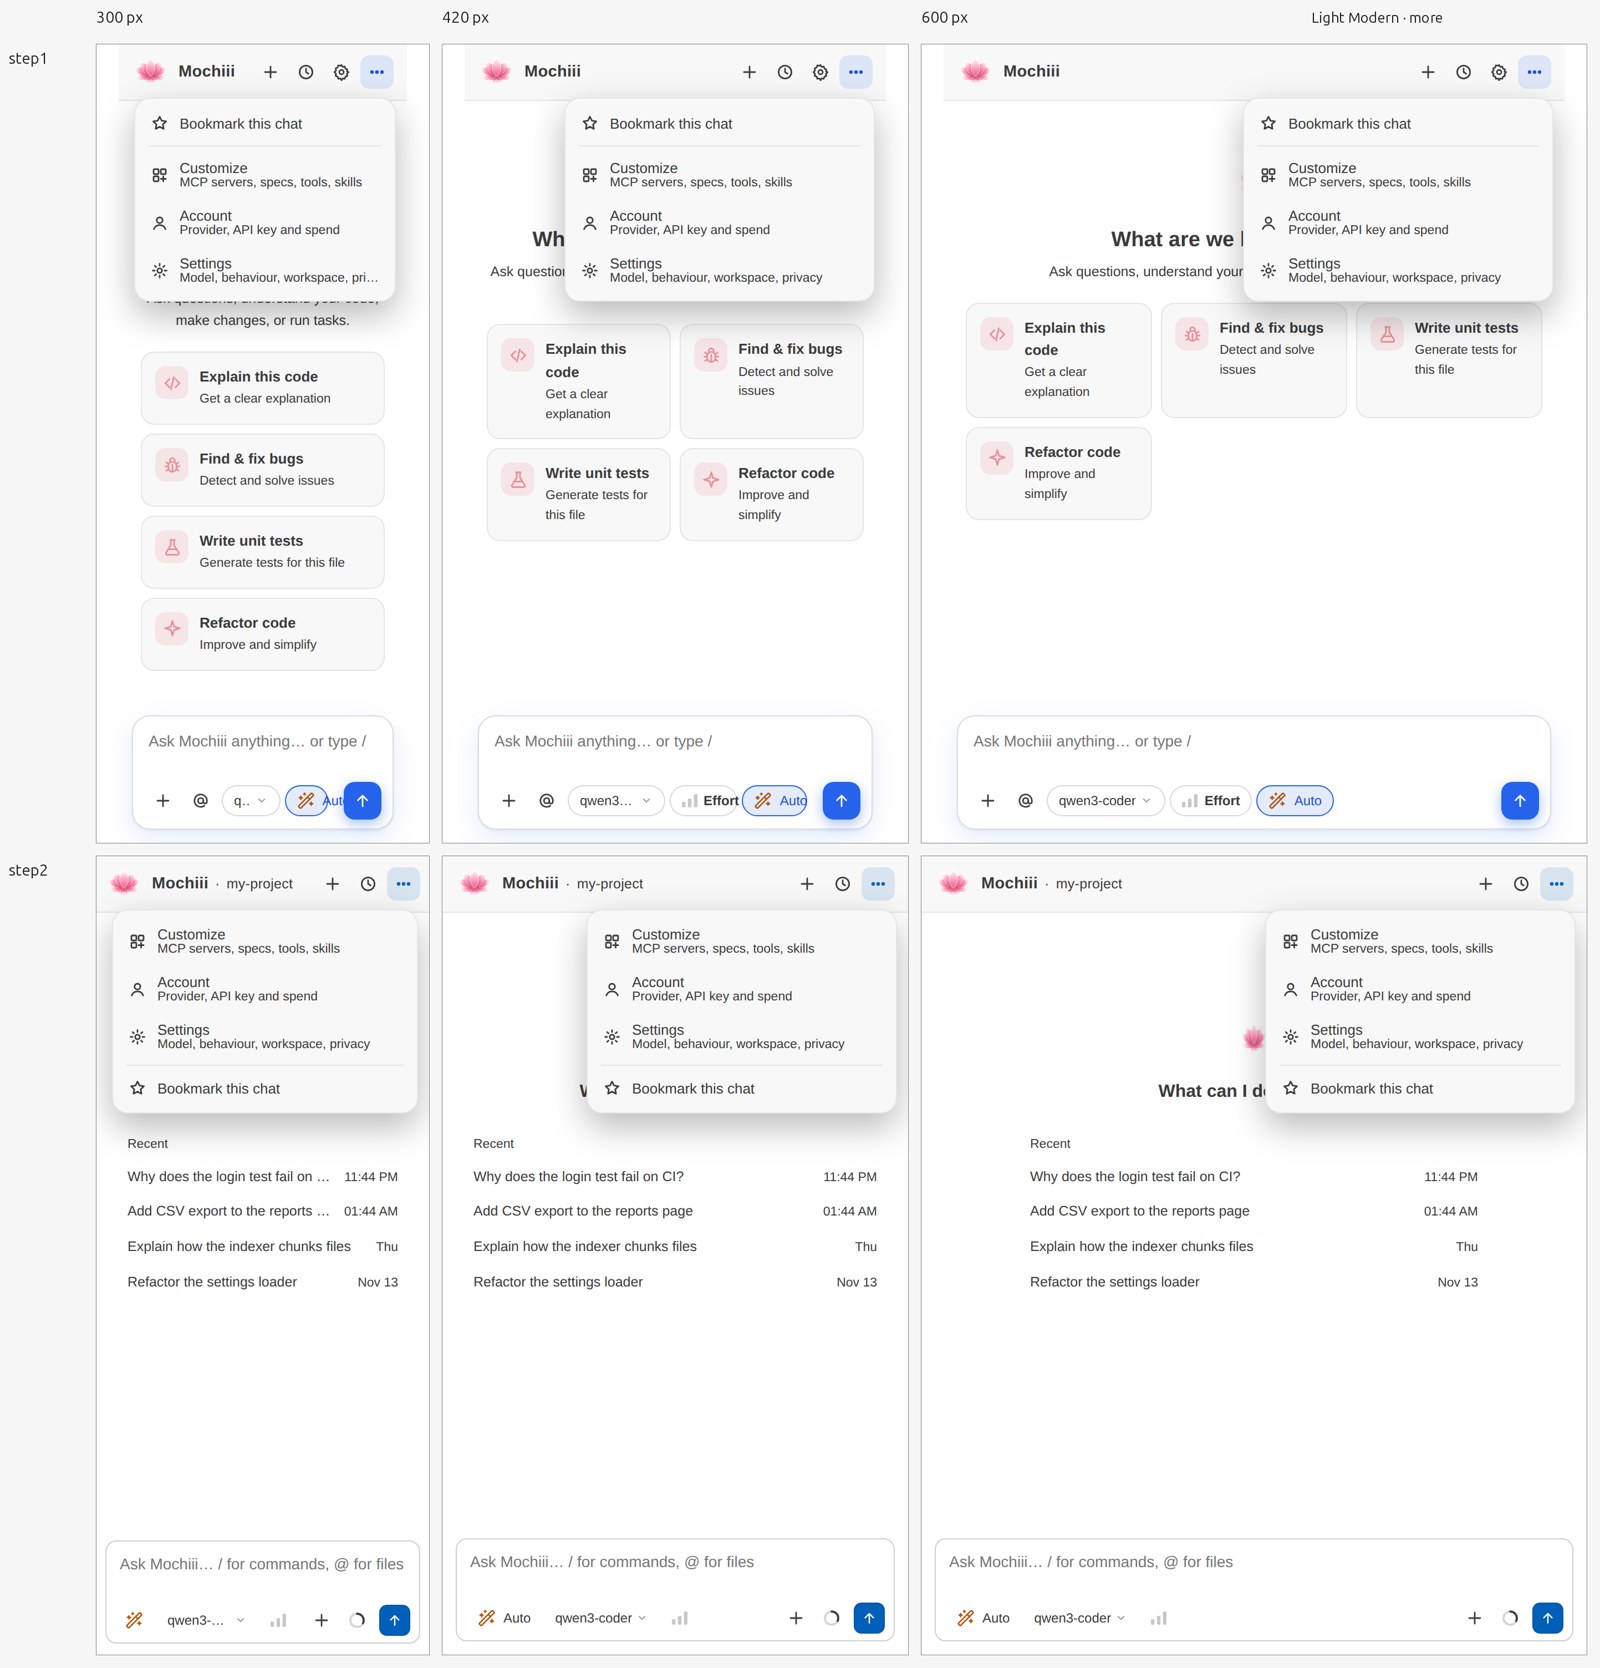 300 px
420 px
600 px
Light Modern · more
step1
Mochiii
Bookmark this chat
Customize
MCP servers, specs, tools, skills
Account
Provider, API key and spend
Settings
Model, behaviour, workspace, pri…
Ask questions, understand your code,
make changes, or run tasks.
Explain this code
Get a clear explanation
Find & fix bugs
Detect and solve issues
Write unit tests
Generate tests for this file
Refactor code
Improve and simplify
Ask Mochiii anything… or type /
q…
Auto
Mochiii
Bookmark this chat
Customize
MCP servers, specs, tools, skills
Account
Provider, API key and spend
Settings
Model, behaviour, workspace, privacy
Wh
Ask question
Explain this
code
Get a clear
explanation
Find & fix bugs
Detect and solve
issues
Write unit tests
Generate tests for
this file
Refactor code
Improve and
simplify
Ask Mochiii anything… or type /
qwen3…
Effort
Auto
Mochiii
Bookmark this chat
Customize
MCP servers, specs, tools, skills
Account
Provider, API key and spend
Settings
Model, behaviour, workspace, privacy
What are we
Ask questions, understand your
Explain this
code
Get a clear
explanation
Find & fix bugs
Detect and solve
issues
Write unit tests
Generate tests for
this file
Refactor code
Improve and
simplify
Ask Mochiii anything… or type /
qwen3-coder
Effort
Auto
step2
Mochiii · my-project
Customize
MCP servers, specs, tools, skills
Account
Provider, API key and spend
Settings
Model, behaviour, workspace, privacy
Bookmark this chat
Recent
Why does the login test fail on … 11:44 PM
Add CSV export to the reports … 01:44 AM
Explain how the indexer chunks files Thu
Refactor the settings loader Nov 13
Ask Mochiii… / for commands, @ for files
qwen3-…
Mochiii · my-project
Customize
MCP servers, specs, tools, skills
Account
Provider, API key and spend
Settings
Model, behaviour, workspace, privacy
Bookmark this chat
Recent
Why does the login test fail on CI? 11:44 PM
Add CSV export to the reports page 01:44 AM
Explain how the indexer chunks files Thu
Refactor the settings loader Nov 13
Ask Mochiii… / for commands, @ for files
Auto
qwen3-coder
Mochiii · my-project
Customize
MCP servers, specs, tools, skills
Account
Provider, API key and spend
Settings
Model, behaviour, workspace, privacy
Bookmark this chat
What can I do
Recent
Why does the login test fail on CI? 11:44 PM
Add CSV export to the reports page 01:44 AM
Explain how the indexer chunks files Thu
Refactor the settings loader Nov 13
Ask Mochiii… / for commands, @ for files
Auto
qwen3-coder